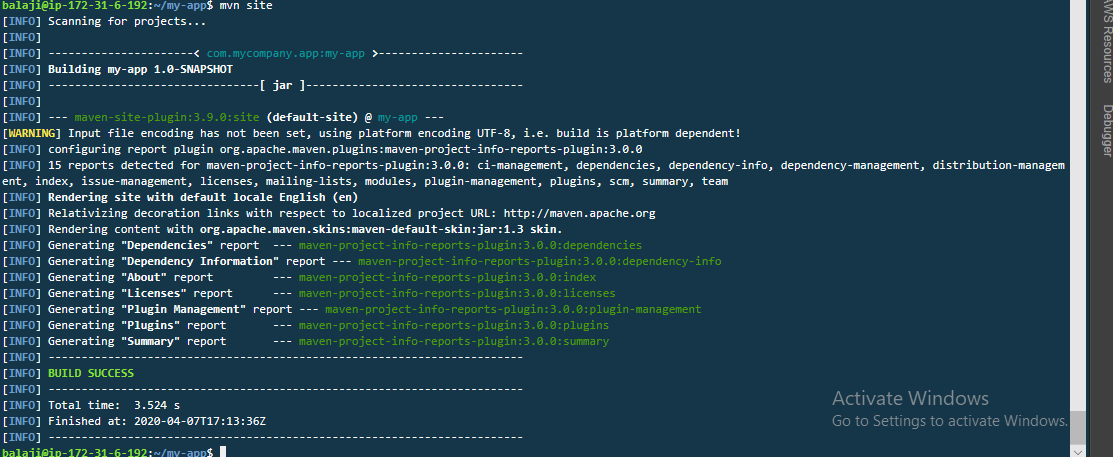 balaji@ip-172-31-6-192:~/my-app$ mvn site
[INFO] Scanning for projects...
[INFO]
[INFO] ----------------------< com.mycompany.app:my-app >----------------------
[INFO] Building my-app 1.0-SNAPSHOT
[INFO] --------------------------------[ jar ]---------------------------------
[INFO]
[INFO] --- maven-site-plugin:3.9.0:site (default-site) @ my-app ---
[WARNING] Input file encoding has not been set, using platform encoding UTF-8, i.e. build is platform dependent!
[INFO] configuring report plugin org.apache.maven.plugins:maven-project-info-reports-plugin:3.0.0
[INFO] 15 reports detected for maven-project-info-reports-plugin:3.0.0: ci-management, dependencies, dependency-info, dependency-management, distribution-managem
ent, index, issue-management, licenses, mailing-lists, modules, plugin-management, plugins, scm, summary, team
[INFO] Rendering site with default locale English (en)
[INFO] Relativizing decoration links with respect to localized project URL: http://maven.apache.org
[INFO] Rendering content with org.apache.maven.skins:maven-default-skin:jar:1.3 skin.
[INFO] Generating "Dependencies" report  --- maven-project-info-reports-plugin:3.0.0:dependencies
[INFO] Generating "Dependency Information" report --- maven-project-info-reports-plugin:3.0.0:dependency-info
[INFO] Generating "About" report         --- maven-project-info-reports-plugin:3.0.0:index
[INFO] Generating "Licenses" report      --- maven-project-info-reports-plugin:3.0.0:licenses
[INFO] Generating "Plugin Management" report --- maven-project-info-reports-plugin:3.0.0:plugin-management
[INFO] Generating "Plugins" report       --- maven-project-info-reports-plugin:3.0.0:plugins
[INFO] Generating "Summary" report       --- maven-project-info-reports-plugin:3.0.0:summary
[INFO] ------------------------------------------------------------------------
[INFO] BUILD SUCCESS
[INFO] ------------------------------------------------------------------------
[INFO] Total time:  3.524 s
[INFO] Finished at: 2020-04-07T17:13:36Z
[INFO] ------------------------------------------------------------------------
balaji@ip-172-31-6-192:~/my-app$
AWS Resources
Debugger
Activate Windows
Go to Settings to activate Windows.